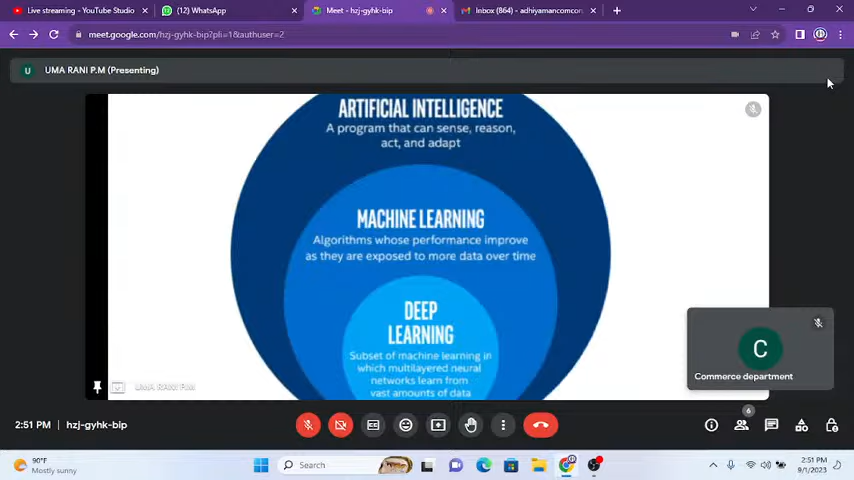 Live streaming - YouTube Studio
(12) WhatsApp
Meet - hzj-gyhk-bip
Inbox (864) - adhiyamancomcor
meet.google.com/hzj-gyhk-bip?pli=1&authuser=2
U
UMA RANI P.M (Presenting)
ARTIFICIAL INTELLIGENCE
A program that can sense, reason,
act, and adapt
MACHINE LEARNING
Algorithms whose performance improve
as they are exposed to more data over time
DEEP
LEARNING
Subset of machine learning in
which multilayered neural
networks learn from
vast amounts of data
UMA RANI P.M
C
Commerce department
2:51 PM
hzj-gyhk-bip
6
90°F
Mostly sunny
Search
2:51 PM
9/1/2023